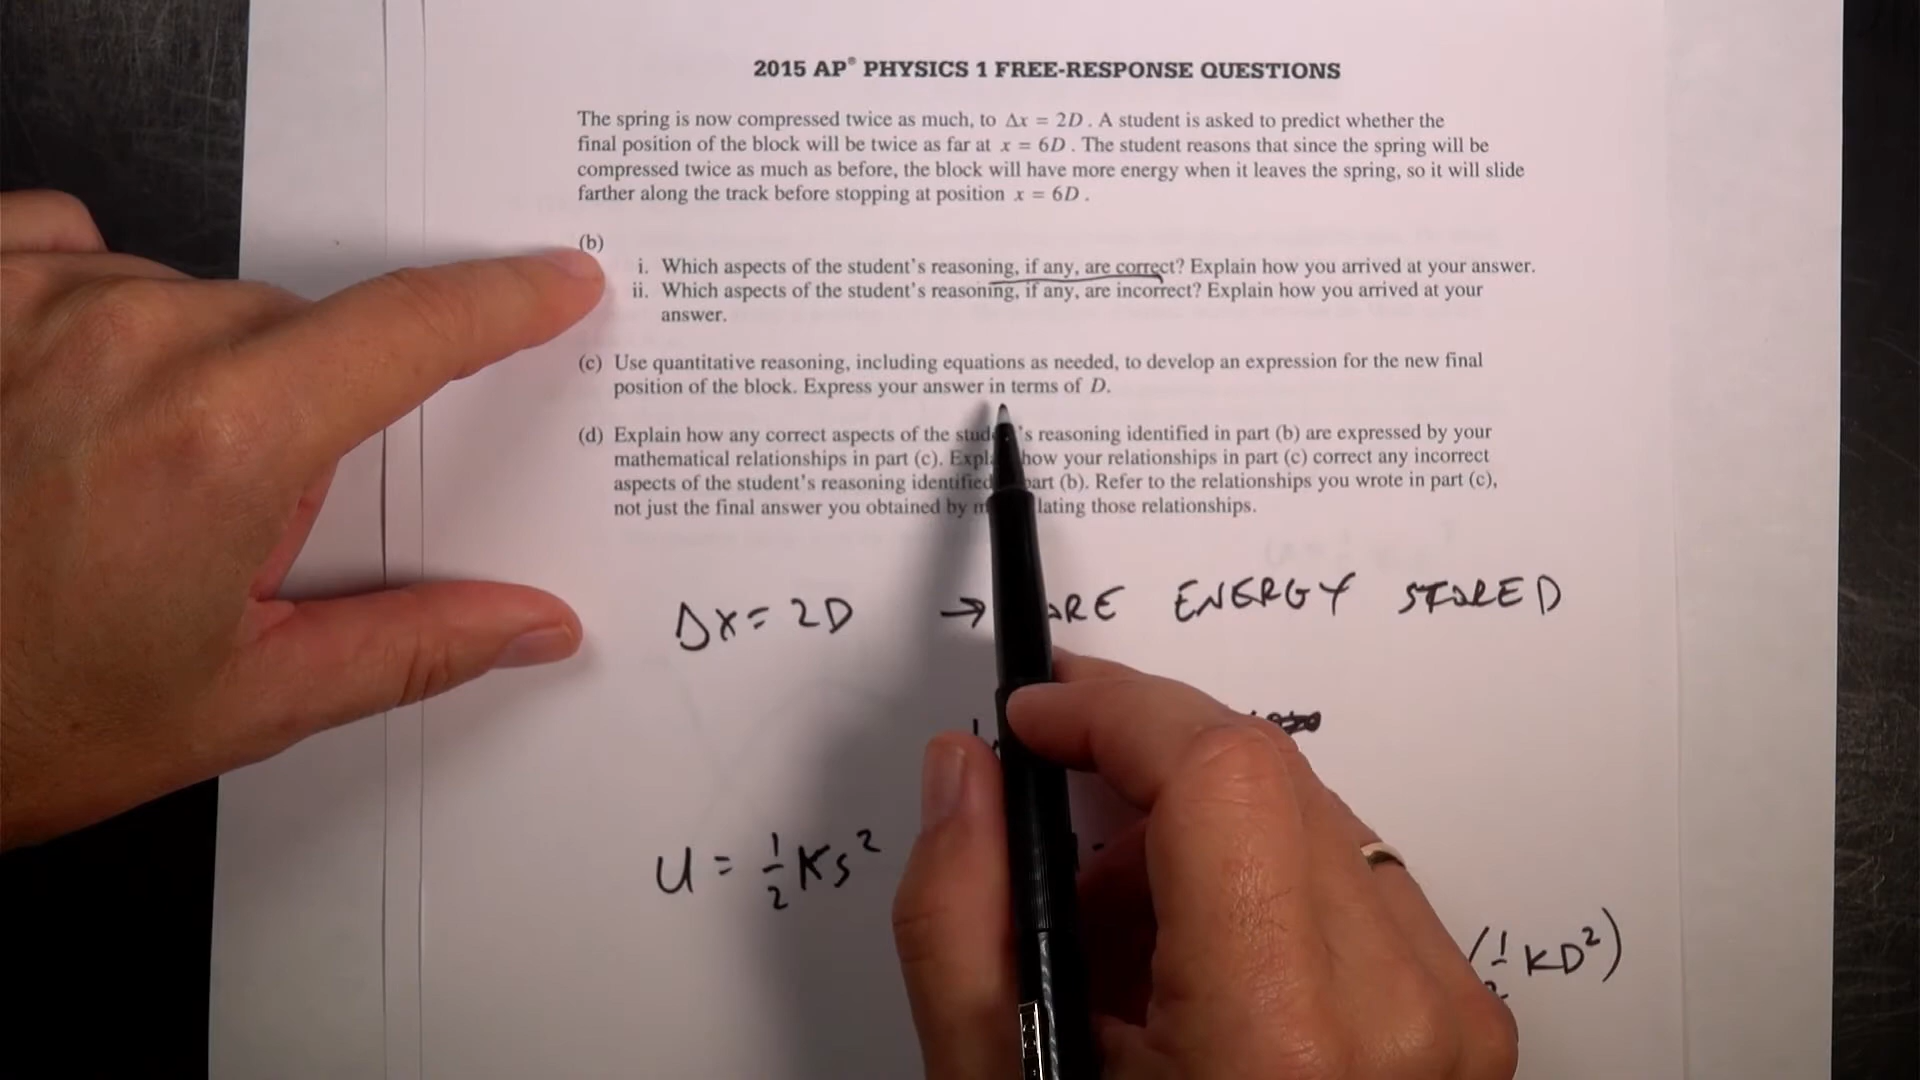 2015 AP® PHYSICS 1 FREE-RESPONSE QUESTIONS
The spring is now compressed twice as much, to Δx = 2D. A student is asked to predict whether the
final position of the block will be twice as far at x = 6D. The student reasons that since the spring will be
compressed twice as much as before, the block will have more energy when it leaves the spring, so it will slide
farther along the track before stopping at position x = 6D.
(b)
i. Which aspects of the student's reasoning, if any, are correct? Explain how you arrived at your answer.
ii. Which aspects of the student's reasoning, if any, are incorrect? Explain how you arrived at your
answer.
(c) Use quantitative reasoning, including equations as needed, to develop an expression for the new final
position of the block. Express your answer in terms of D.
(d) Explain how any correct aspects of the 's reasoning identified in part (b) are expressed by your
mathematical relationships in part (c). how your relationships in part (c) correct any incorrect
aspects of the student's reasoning identified part (b). Refer to the relationships you wrote in part (c),
not just the final answer you obtained by lating those relationships.
Δx = 2D → ENERGY STORED
U = 1/2 Ks²
(1/2 KD²)